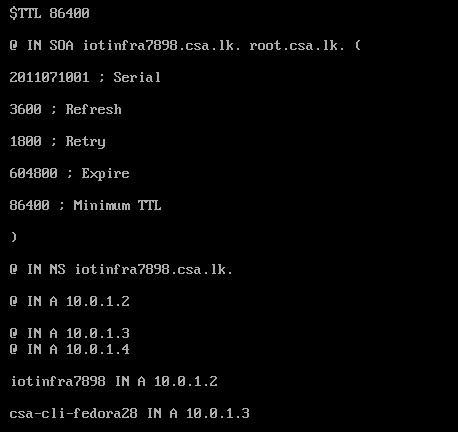 $TTL 86400
@ IN SOA iotinfra7898.csa.lk. root.csa.lk. (
2011071001 ; Serial
3600 ; Refresh
1800 ; Retry
604800 ; Expire
86400 ; Minimum TTL
)
@ IN NS iotinfra7898.csa.lk.
@ IN A 10.0.1.2
@ IN A 10.0.1.3
@ IN A 10.0.1.4
iotinfra7898 IN A 10.0.1.2
csa-cli-fedora28 IN A 10.0.1.3